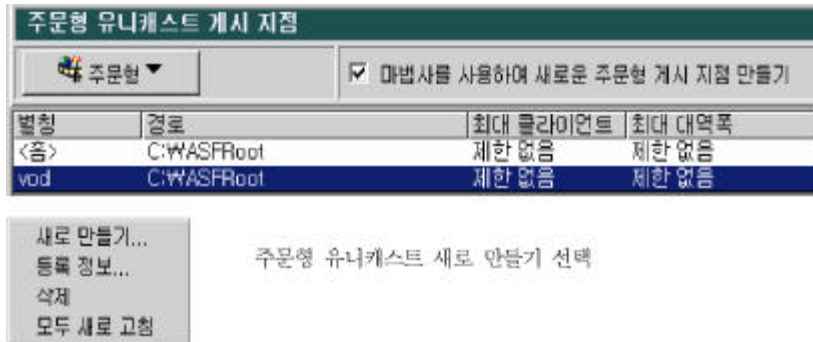 주문형 유니캐스트 게시 지점
주문형▼ 마법사를 사용하여 새로운 주문형 게시 지점 만들기
별칭 경로 최대 클라이언트 최대 대역폭
<홈> C:₩ASFRoot 제한 없음 제한 없음
vod C:₩ASFRoot 제한 없음 제한 없음
새로 만들기...
등록 정보...
삭제
모두 새로 고침
주문형 유니캐스트 새로 만들기 선택